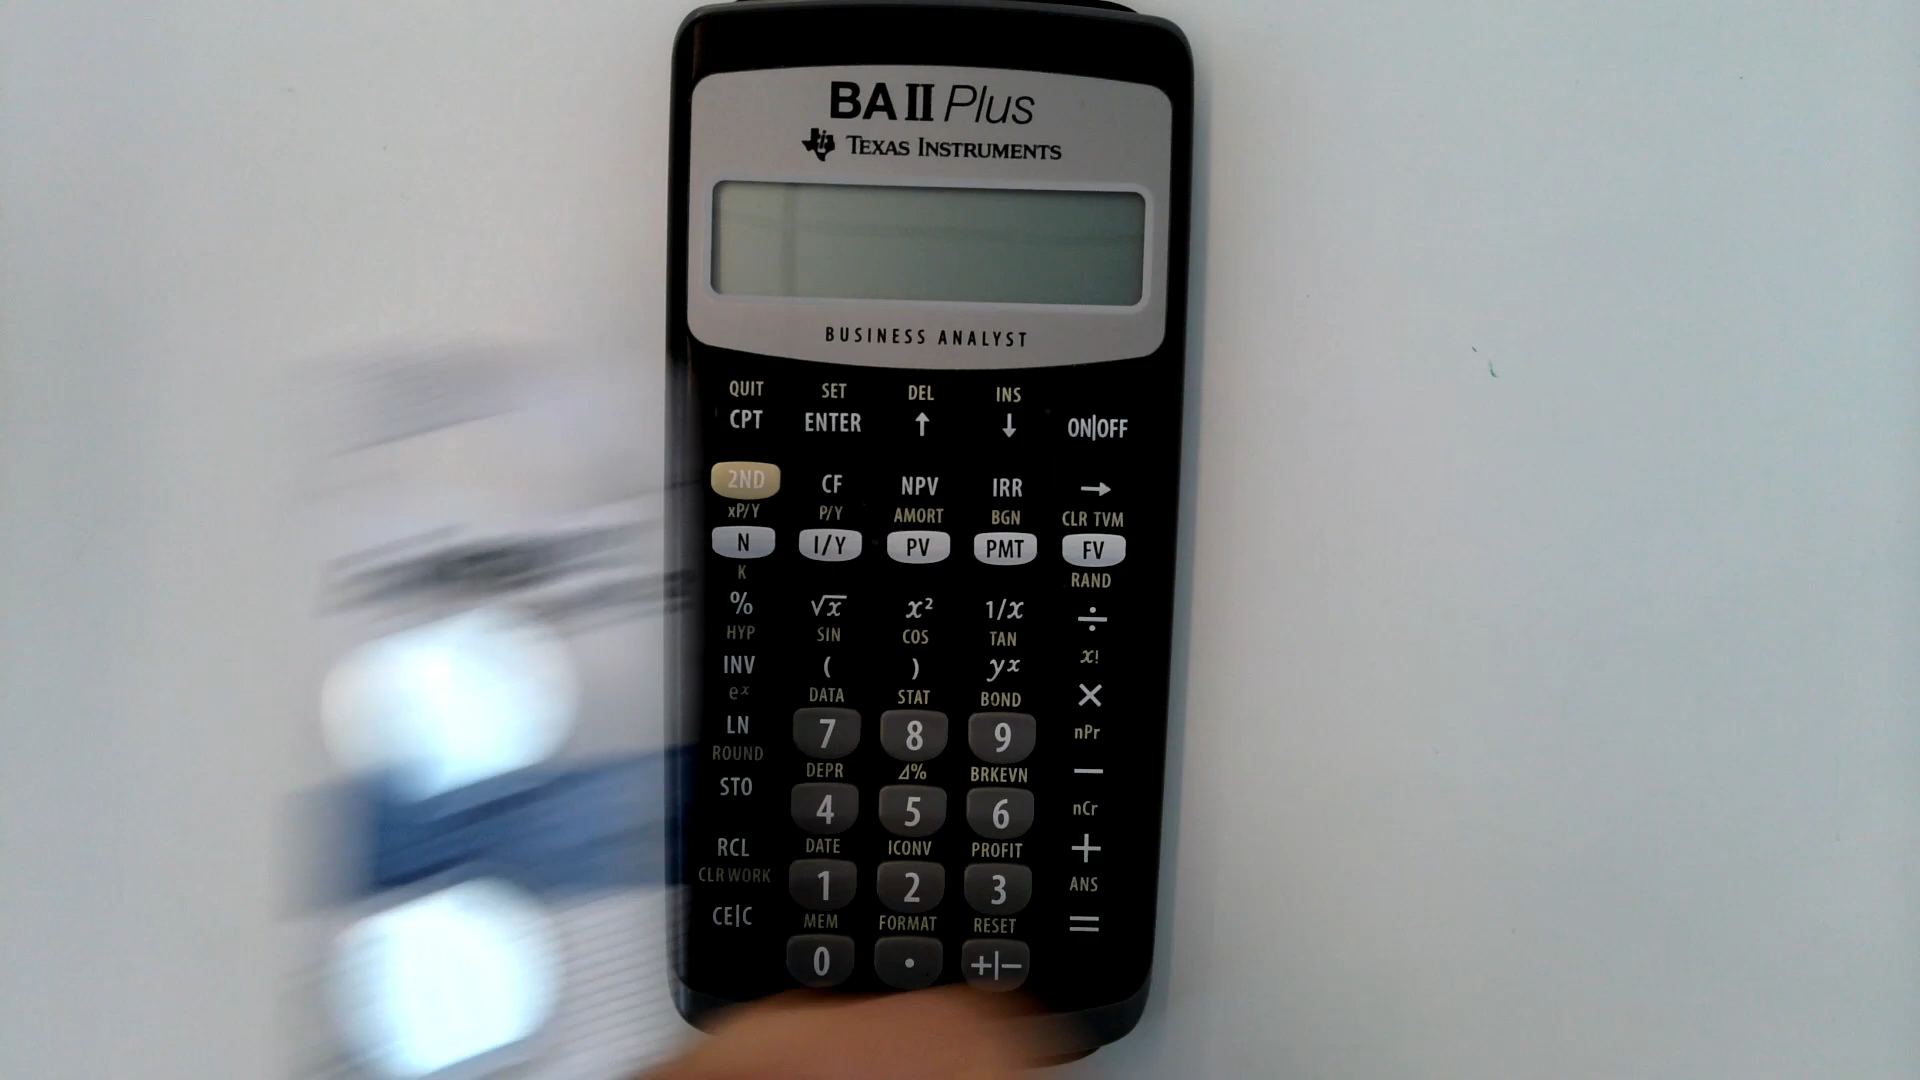 BA II Plus
TEXAS INSTRUMENTS
BUSINESS ANALYST
QUIT SET DEL INS
CPT ENTER ↑ ↓ ON|OFF
2ND CF NPV IRR →
xP/Y P/Y AMORT BGN CLR TVM
N I/Y PV PMT FV
K RAND
% √x x² 1/x ÷
HYP SIN COS TAN x!
INV ( ) yx ×
eˣ DATA STAT BOND nPr
LN 7 8 9 —
ROUND DEPR Δ% BRKEVN nCr
STO 4 5 6 +
DATE ICONV PROFIT ANS
RCL 1 2 3 =
CLR WORK MEM FORMAT RESET
CE|C 0 . +|−